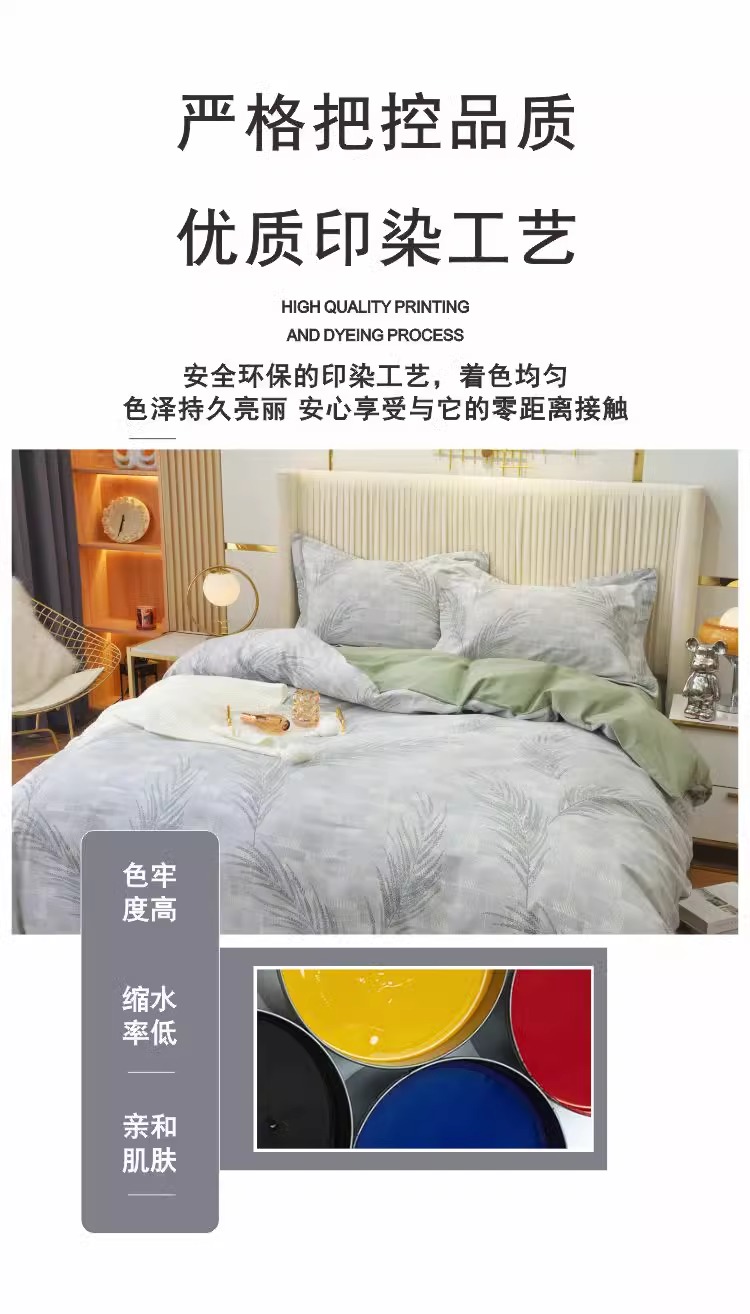 严格把控品质
优质印染工艺
HIGH QUALITY PRINTING
AND DYEING PROCESS
安全环保的印染工艺，着色均匀
色泽持久亮丽 安心享受与它的零距离接触
色牢
度高
缩水
率低
亲和
肌肤